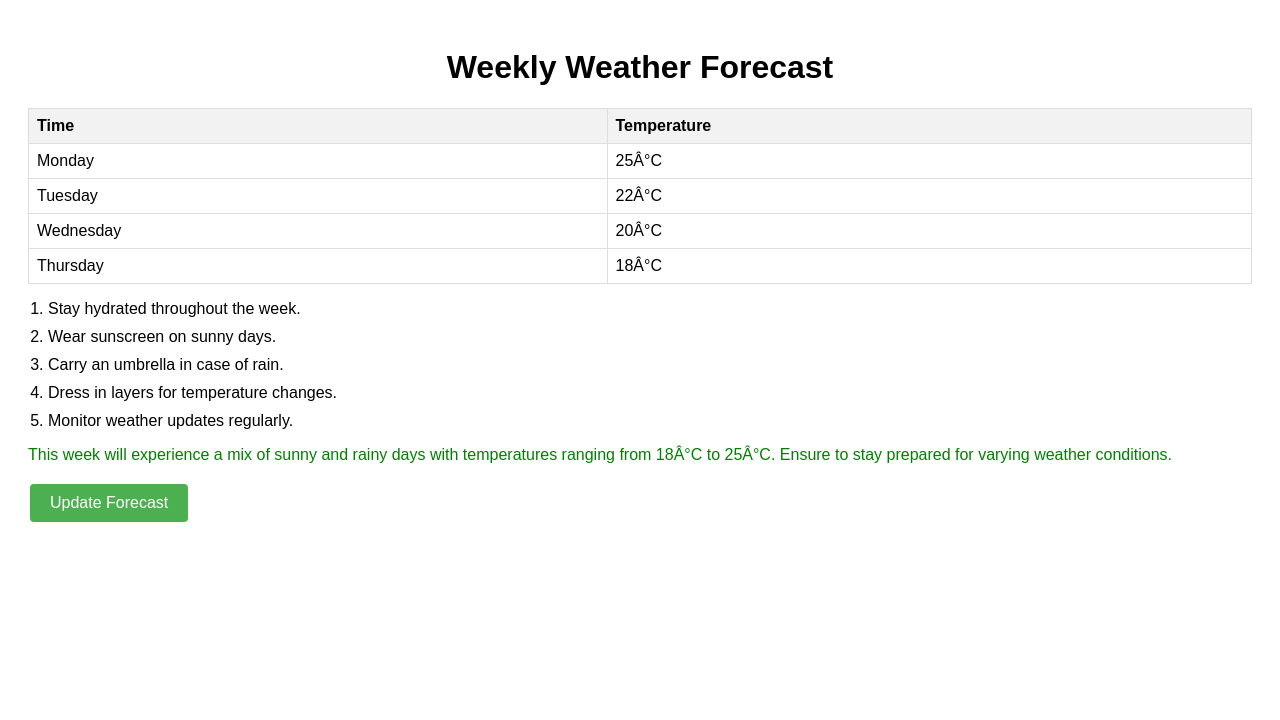 Weekly Weather Forecast
Time Temperature
Monday 25Â°C
Tuesday 22Â°C
Wednesday 20Â°C
Thursday 18Â°C
1. Stay hydrated throughout the week.
2. Wear sunscreen on sunny days.
3. Carry an umbrella in case of rain.
4. Dress in layers for temperature changes.
5. Monitor weather updates regularly.
This week will experience a mix of sunny and rainy days with temperatures ranging from 18Â°C to 25Â°C. Ensure to stay prepared for varying weather conditions.
Update Forecast